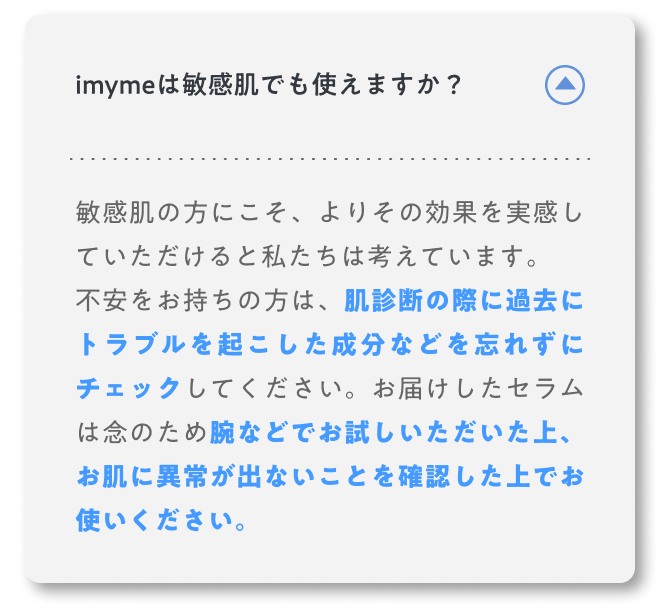 imymeは敏感肌でも使えますか？
敏感肌の方にこそ、よりその効果を実感し
ていただけると私たちは考えています。
不安をお持ちの方は、肌診断の際に過去に
トラブルを起こした成分などを忘れずに
チェックしてください。お届けしたセラム
は念のため腕などでお試しいただいた上、
お肌に異常が出ないことを確認した上でお
使いください。